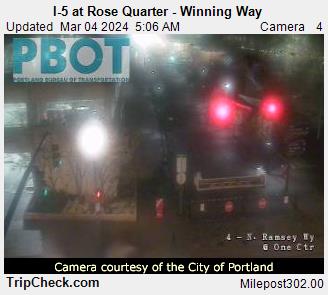 I-5 at Rose Quarter - Winning Way
Updated Mar 04 2024 5:06 AM Camera 4
PBOT
PORTLAND BUREAU OF TRANSPORTATION
4 - N. Ramsey Wy
@ One Ctr
Camera courtesy of the City of Portland
TripCheck.com Milepost302.00